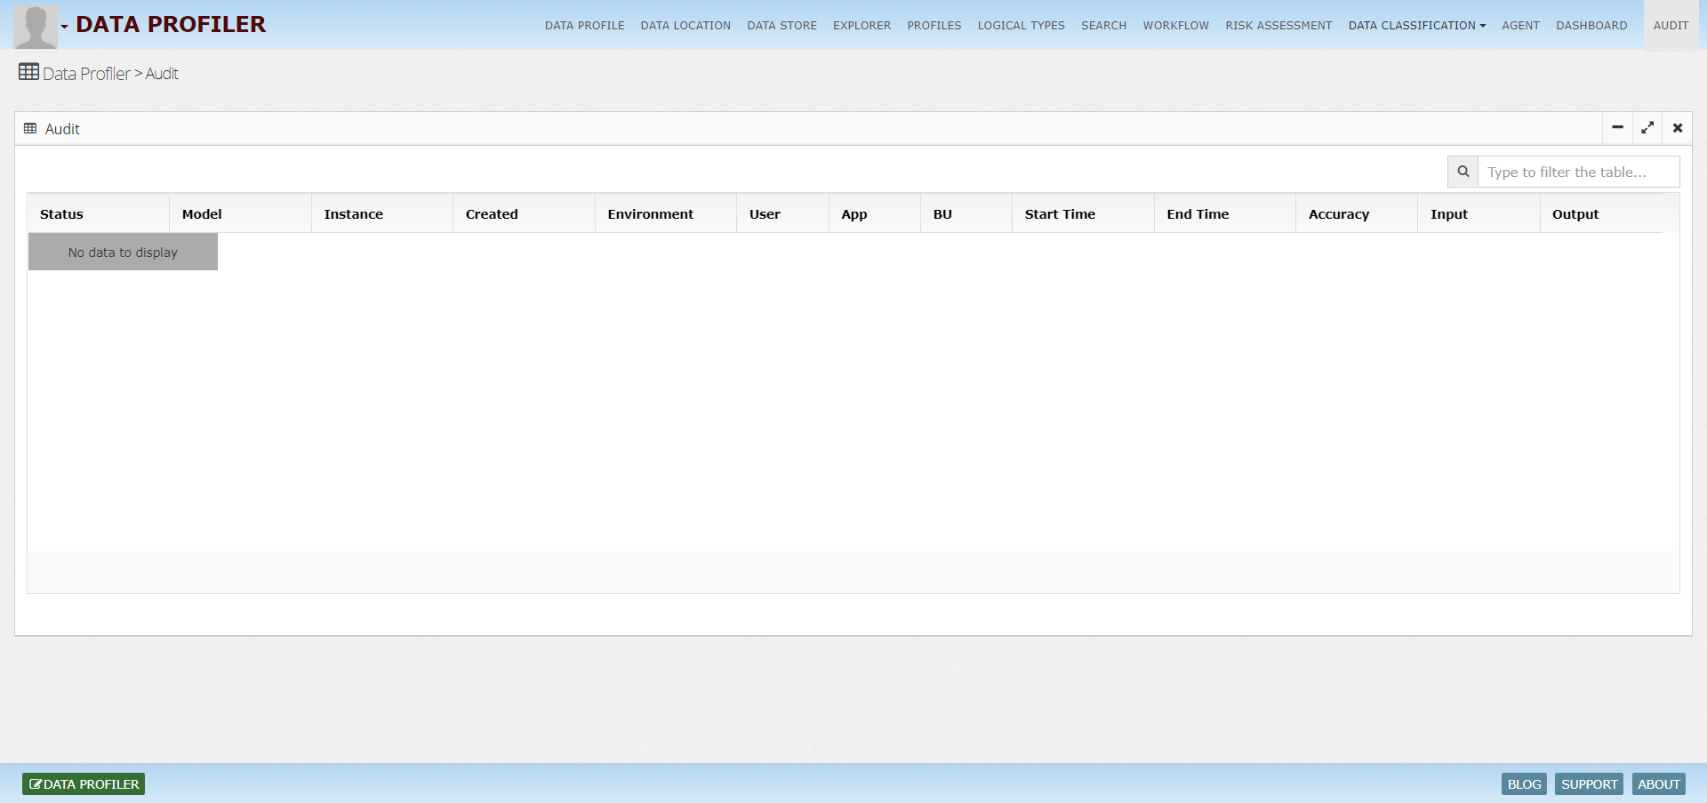 DATA PROFILER DATA PROFILE DATA LOCATION DATA STORE EXPLORER PROFILES LOGICAL TYPES SEARCH WORKFLOW RISK ASSESSMENT DATA CLASSIFICATION AGENT DASHBOARD AUDIT
Data Profiler > Audit
Audit
Type to filter the table...
Status Model Instance Created Environment User App BU Start Time End Time Accuracy Input Output
No data to display
DATA PROFILER BLOG SUPPORT ABOUT